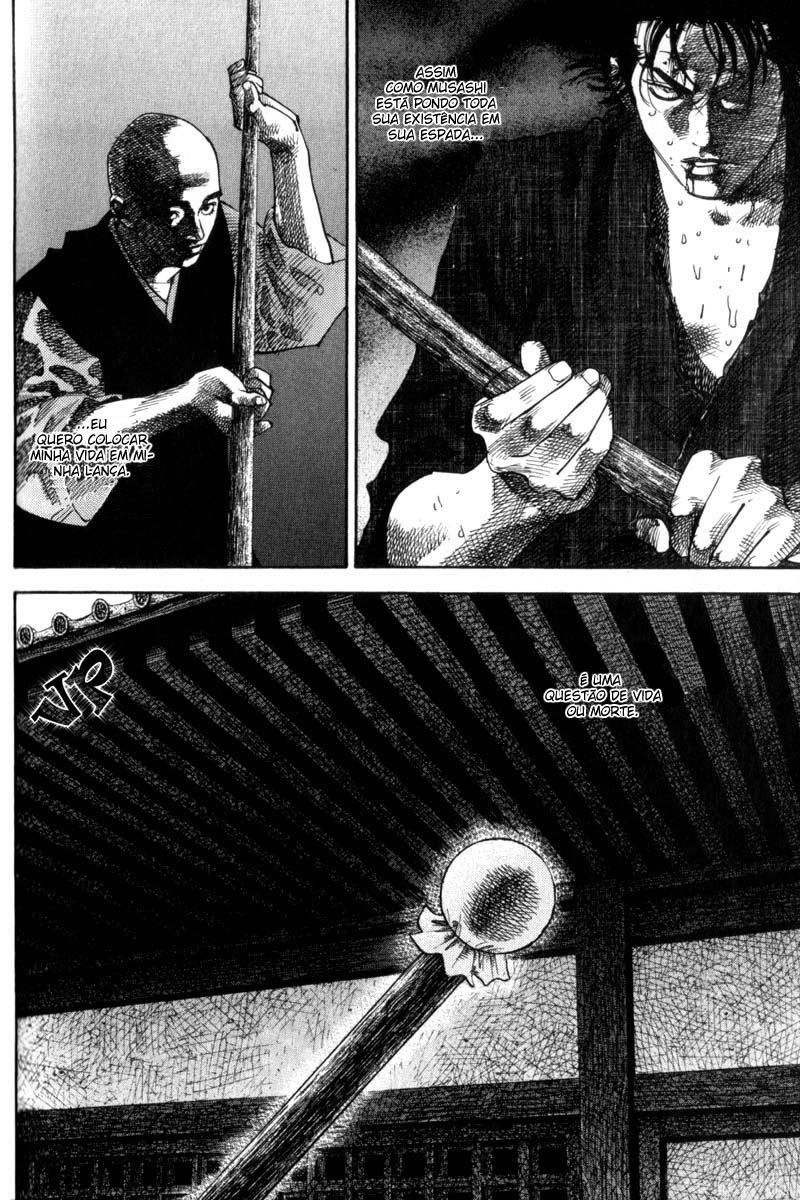 ASSIM
COMO MUSASHI
ESTÁ PONDO TODA
SUA EXISTÊNCIA EM
SUA ESPADA...
...EU
QUERO COLOCAR
MINHA VIDA EM MI-
NHA LANÇA.
É UMA
QUESTÃO DE VIDA
OU MORTE.
VP